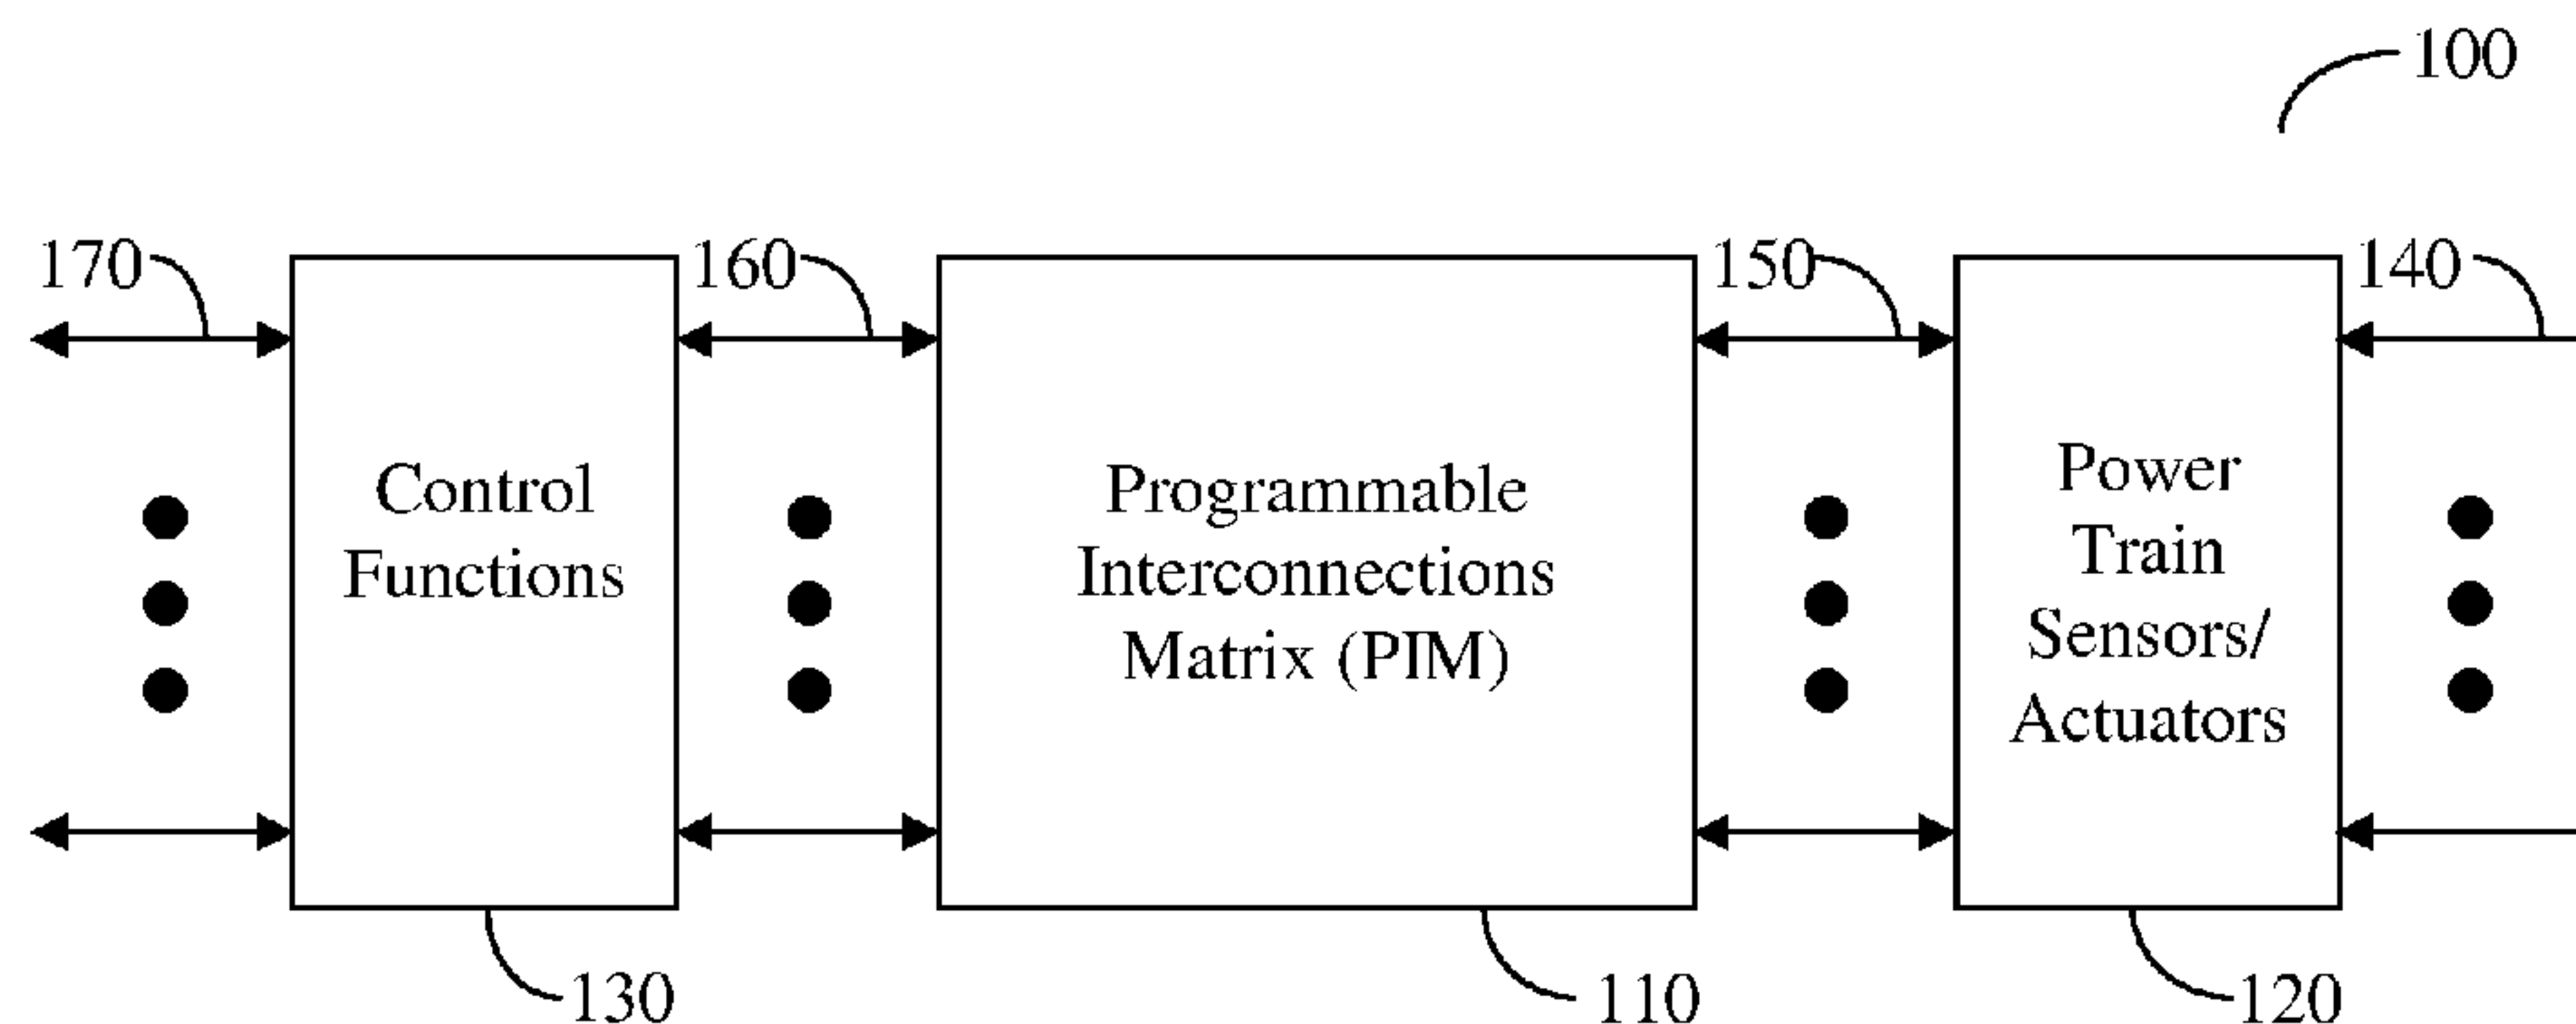 100
170
160
150
140
Control
Functions
Programmable
Interconnections
Matrix (PIM)
Power
Train
Sensors/
Actuators
130
110
120